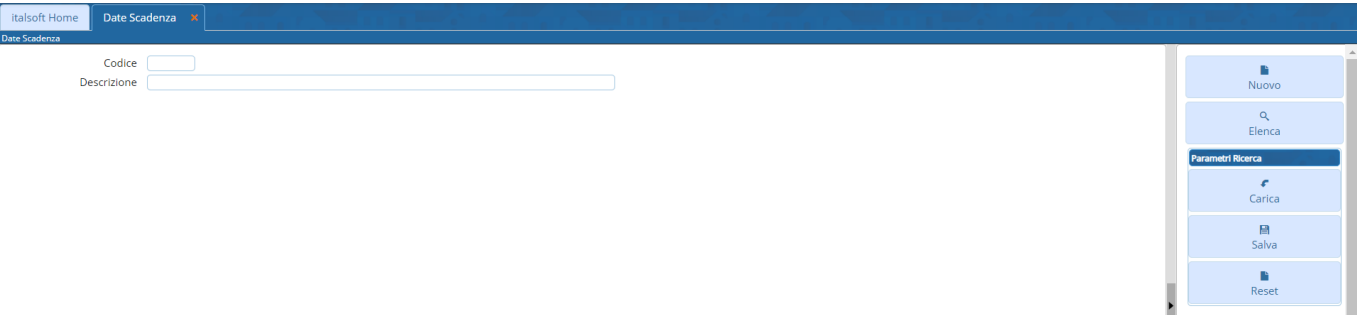 italsoft Home
Date Scadenza
Date Scadenza
Codice
Descrizione
Nuovo
Elenca
Parametri Ricerca
Carica
Salva
Reset